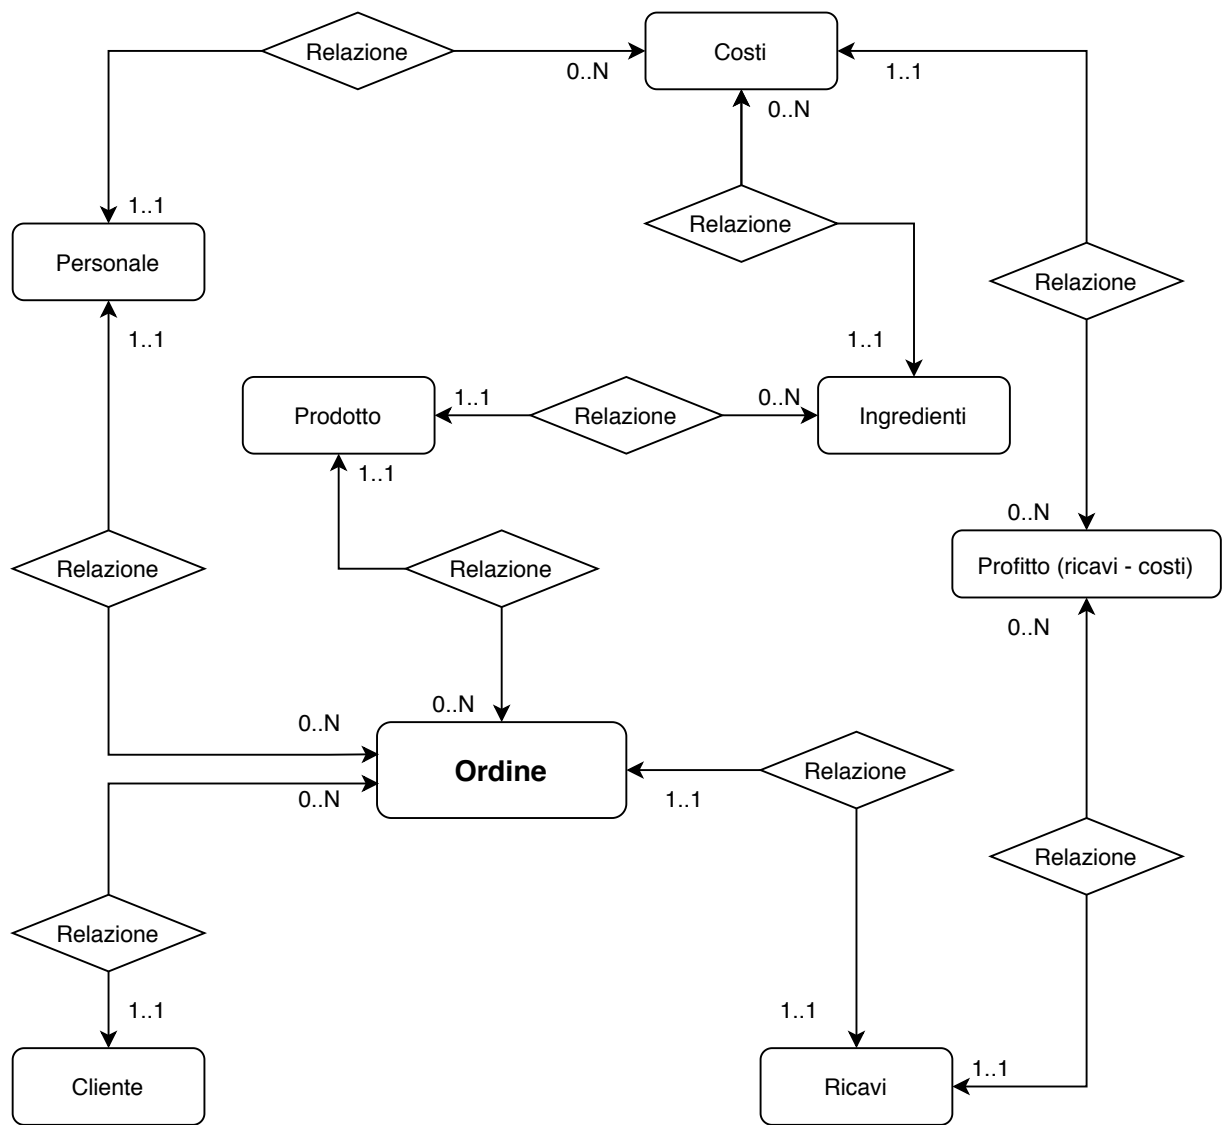 Relazione
Costi
0..N
1..1
0..N
1..1
Relazione
Personale
Relazione
1..1
1..1
Prodotto
1..1
Relazione
0..N
Ingredienti
1..1
0..N
Relazione
Relazione
Profitto (ricavi - costi)
0..N
0..N
0..N
Ordine
Relazione
0..N
1..1
Relazione
Relazione
1..1
1..1
1..1
Cliente
Ricavi